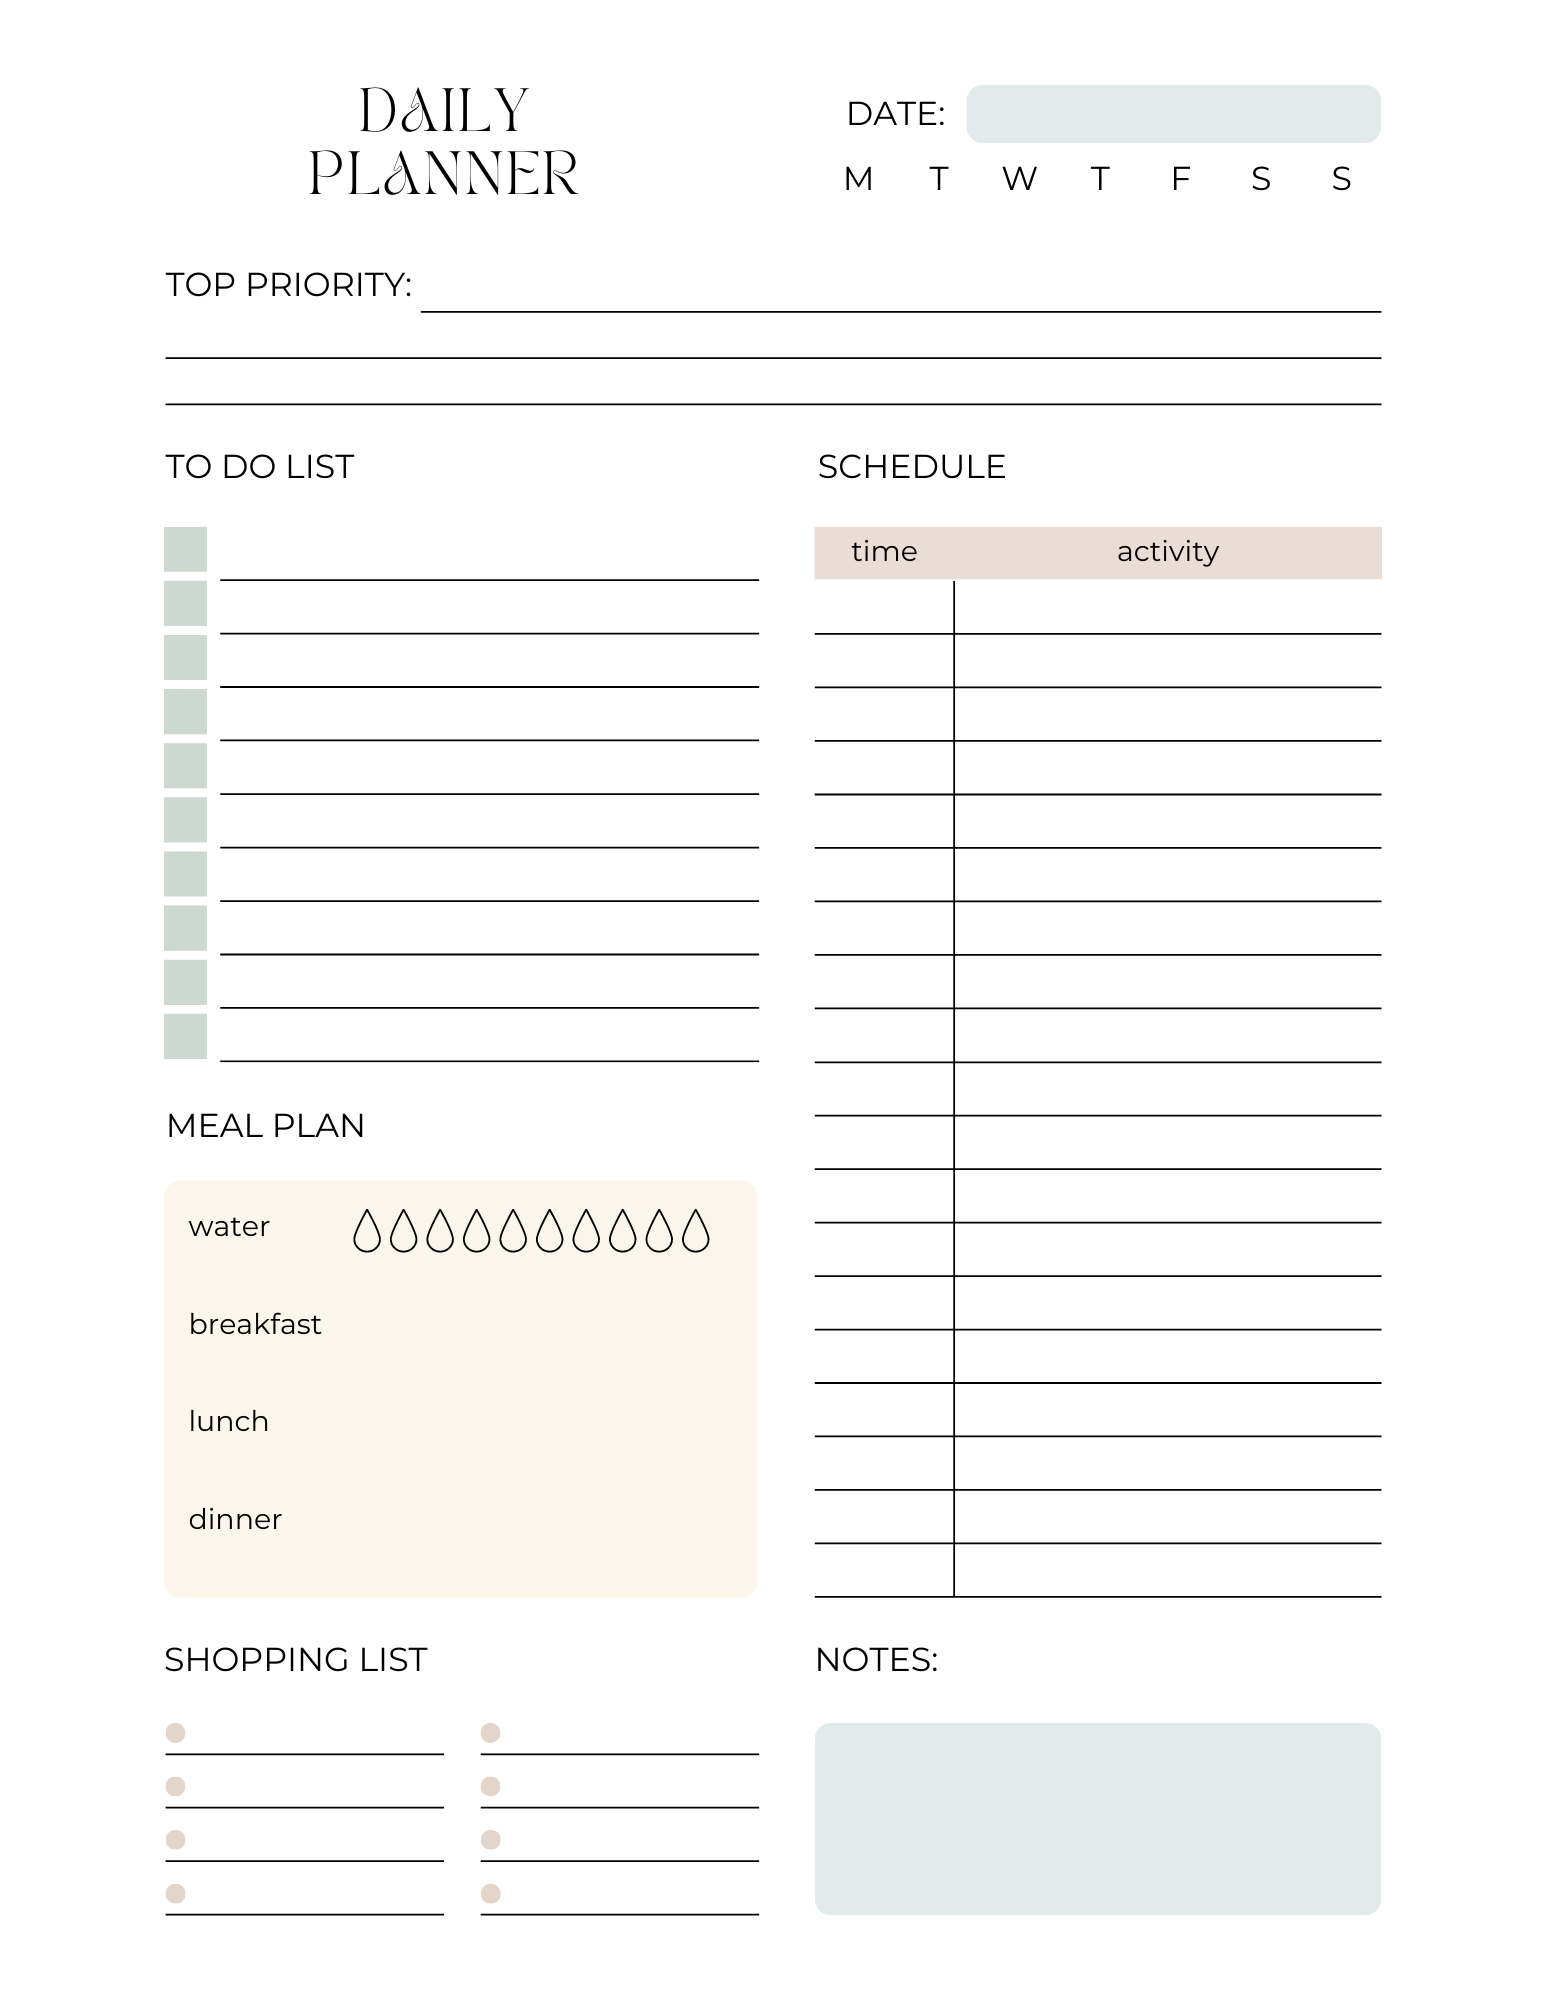 DAILY
PLANNER
DATE:
M T W T F S S
TOP PRIORITY:
TO DO LIST
SCHEDULE
time activity
MEAL PLAN
water
breakfast
lunch
dinner
SHOPPING LIST
NOTES: